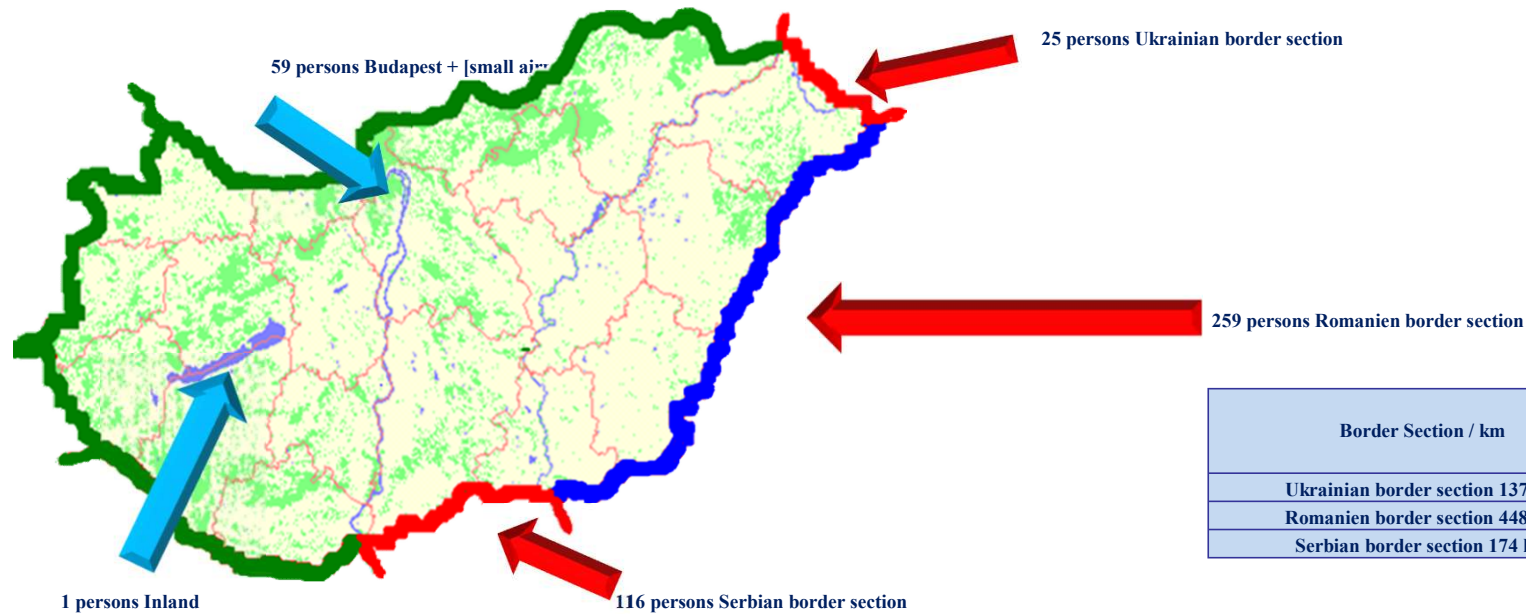 25 persons Ukrainian border section
59 persons Budapest + [small
259 persons Romanien border section
Border Section / km
Ukrainian border section 137
Romanien border section 448
Serbian border section 174
1 persons Inland
116 persons Serbian border section